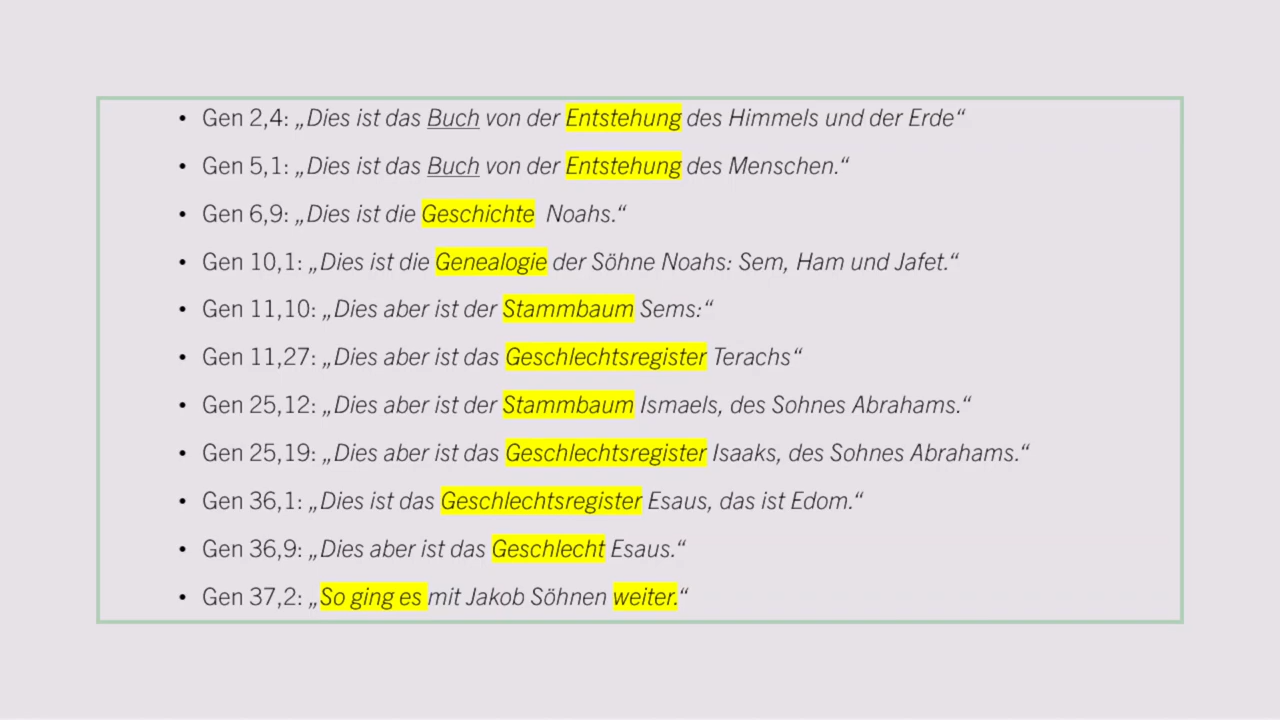 • Gen 2,4: „Dies ist das Buch von der Entstehung des Himmels und der Erde“
• Gen 5,1: „Dies ist das Buch von der Entstehung des Menschen.“
• Gen 6,9: „Dies ist die Geschichte Noahs.“
• Gen 10,1: „Dies ist die Genealogie der Söhne Noahs: Sem, Ham und Jafet.“
• Gen 11,10: „Dies aber ist der Stammbaum Sems:“
• Gen 11,27: „Dies aber ist das Geschlechtsregister Terachs“
• Gen 25,12: „Dies aber ist der Stammbaum Ismaels, des Sohnes Abrahams.“
• Gen 25,19: „Dies aber ist das Geschlechtsregister Isaaks, des Sohnes Abrahams.“
• Gen 36,1: „Dies ist das Geschlechtsregister Esaus, das ist Edom.“
• Gen 36,9: „Dies aber ist das Geschlecht Esaus.“
• Gen 37,2: „So ging es mit Jakob Söhnen weiter.“